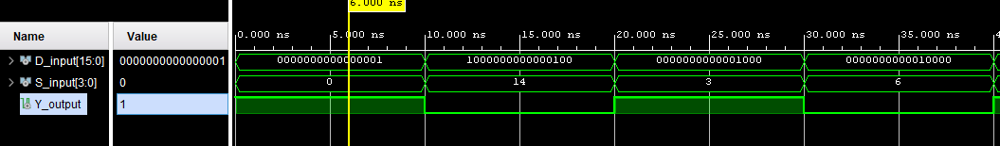 6.000 ns
Name Value
0.000 ns 5.000 ns 10.000 ns 15.000 ns 20.000 ns 25.000 ns 30.000 ns 35.000 ns 4
D_input[15:0] 0000000000000001 0000000000000001 1000000000000100 0000000000001000 0000000000010000
S_input[3:0] 0 0 14 3 6
Y_output 1